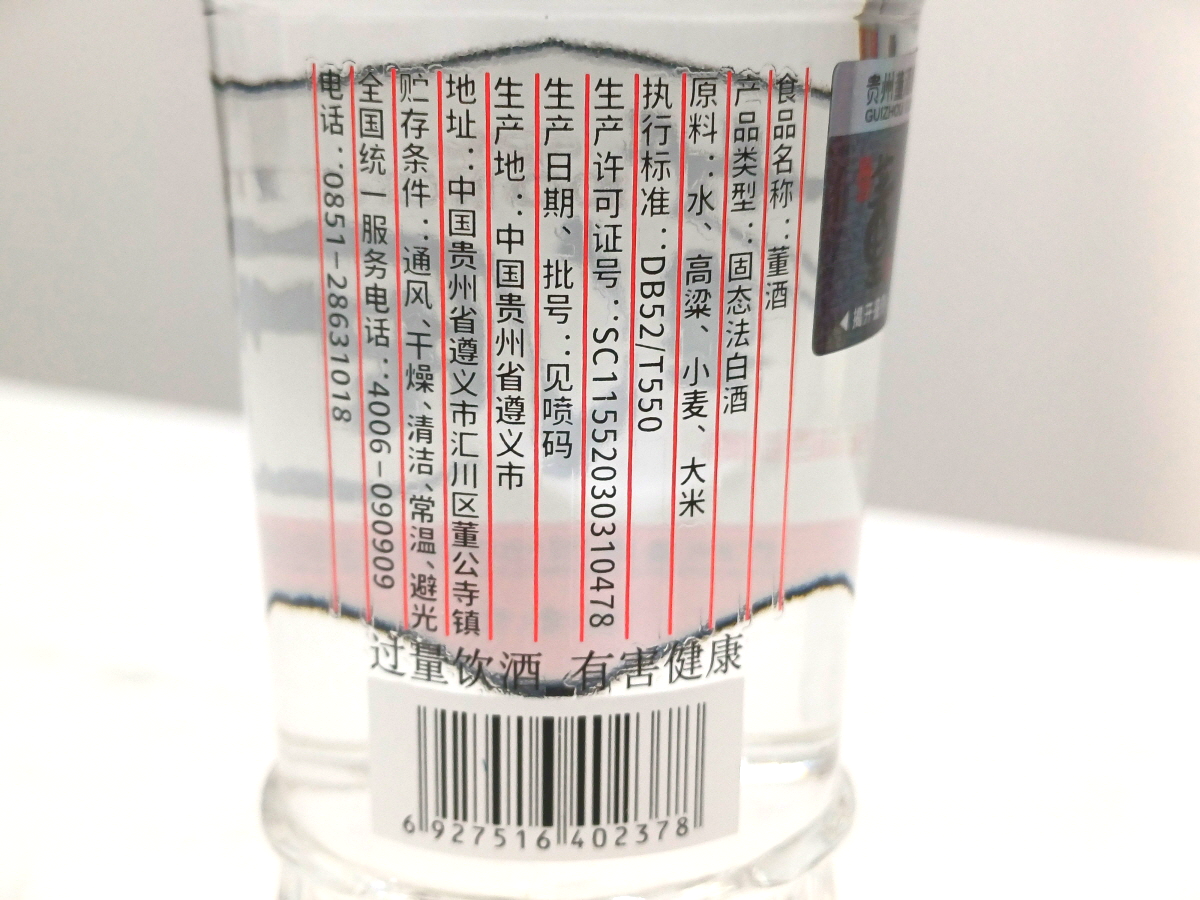 食品名称：董酒
产品类型：固态法白酒
原料：水、高粱、小麦、大米
执行标准：DB52/T550
生产许可证号：SC11552030310478
生产日期、批号：见喷码
生产地：中国贵州省遵义市
地址：中国贵州省遵义市汇川区董公寺镇
贮存条件：通风、干燥、清洁、常温、避光
全国统一服务电话：4006-090909
电话：0851-28631018
过量饮酒 有害健康
6 927516 402378
贵州董
GUIZHOU